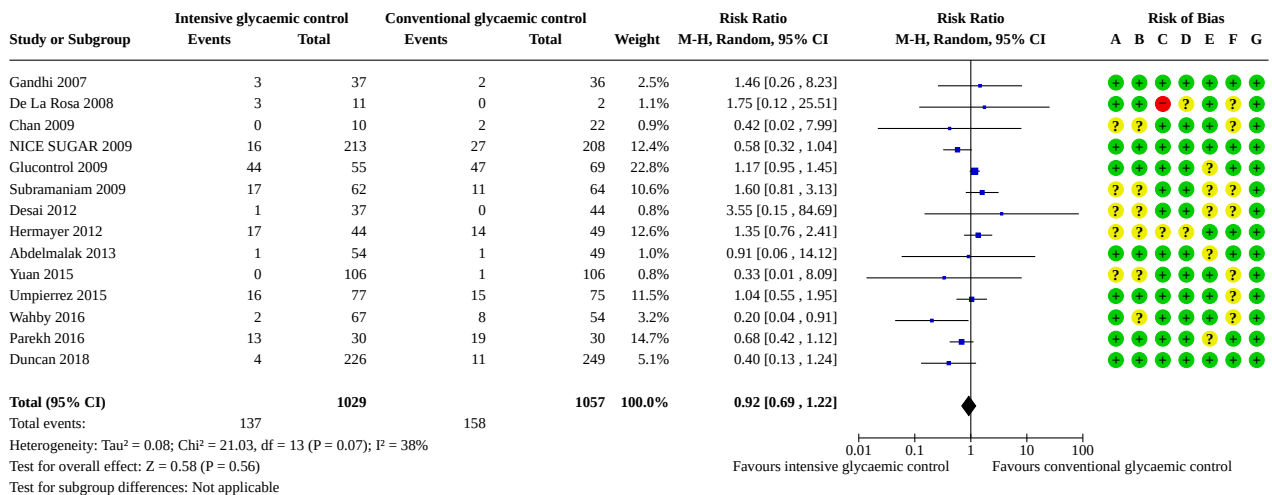 Intensive glycaemic control Conventional glycaemic control Risk Ratio Risk Ratio Risk of Bias
Study or Subgroup Events Total Events Total Weight M-H, Random, 95% CI M-H, Random, 95% CI A B C D E F G
Gandhi 2007 3 37 2 36 2.5% 1.46 [0.26 , 8.23] + + + + + + +
De La Rosa 2008 3 11 0 2 1.1% 1.75 [0.12 , 25.51] + + − ? + ? +
Chan 2009 0 10 2 22 0.9% 0.42 [0.02 , 7.99] ? ? + + + ? +
NICE SUGAR 2009 16 213 27 208 12.4% 0.58 [0.32 , 1.04] + + + + + + +
Glucontrol 2009 44 55 47 69 22.8% 1.17 [0.95 , 1.45] + + + + ? + +
Subramaniam 2009 17 62 11 64 10.6% 1.60 [0.81 , 3.13] ? ? + + ? ? +
Desai 2012 1 37 0 44 0.8% 3.55 [0.15 , 84.69] ? ? + + ? ? +
Hermayer 2012 17 44 14 49 12.6% 1.35 [0.76 , 2.41] ? ? ? ? + + +
Abdelmalak 2013 1 54 1 49 1.0% 0.91 [0.06 , 14.12] + + + + ? + +
Yuan 2015 0 106 1 106 0.8% 0.33 [0.01 , 8.09] ? ? + + + ? +
Umpierrez 2015 16 77 15 75 11.5% 1.04 [0.55 , 1.95] + + + + + ? +
Wahby 2016 2 67 8 54 3.2% 0.20 [0.04 , 0.91] + ? + + + ? +
Parekh 2016 13 30 19 30 14.7% 0.68 [0.42 , 1.12] + + + + ? + +
Duncan 2018 4 226 11 249 5.1% 0.40 [0.13 , 1.24] + + + + + + +
Total (95% CI) 1029 1057 100.0% 0.92 [0.69 , 1.22]
Total events: 137 158
Heterogeneity: Tau² = 0.08; Chi² = 21.03, df = 13 (P = 0.07); I² = 38%
Test for overall effect: Z = 0.58 (P = 0.56)
Test for subgroup differences: Not applicable
0.01 0.1 1 10 100
Favours intensive glycaemic control Favours conventional glycaemic control